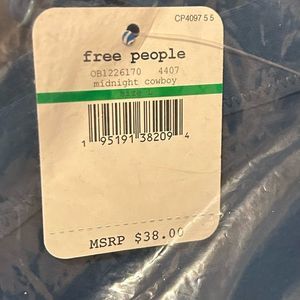 CP4097 5 5
free people
OB1226170 4407
midnight cowboy
1 95191 38209 4
MSRP $38.00